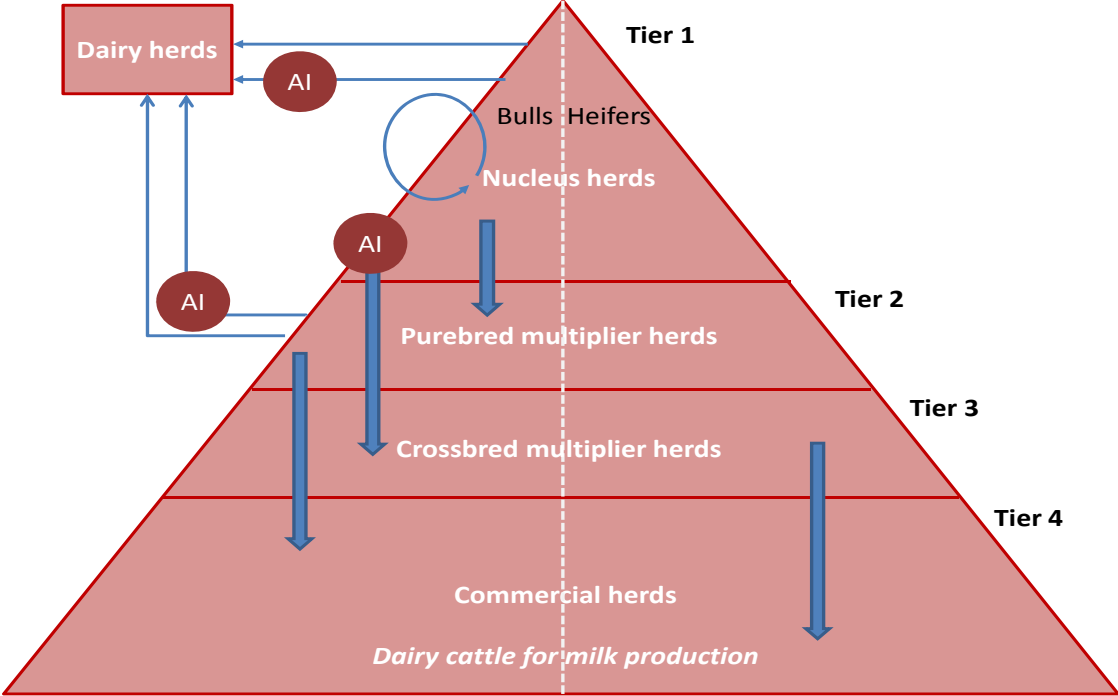 Tier 1
Dairy herds
AI
Bulls Heifers
Nucleus herds
AI
AI
Tier 2
Purebred multiplier herds
Tier 3
Crossbred multiplier herds
Tier 4
Commercial herds
Dairy cattle for milk production